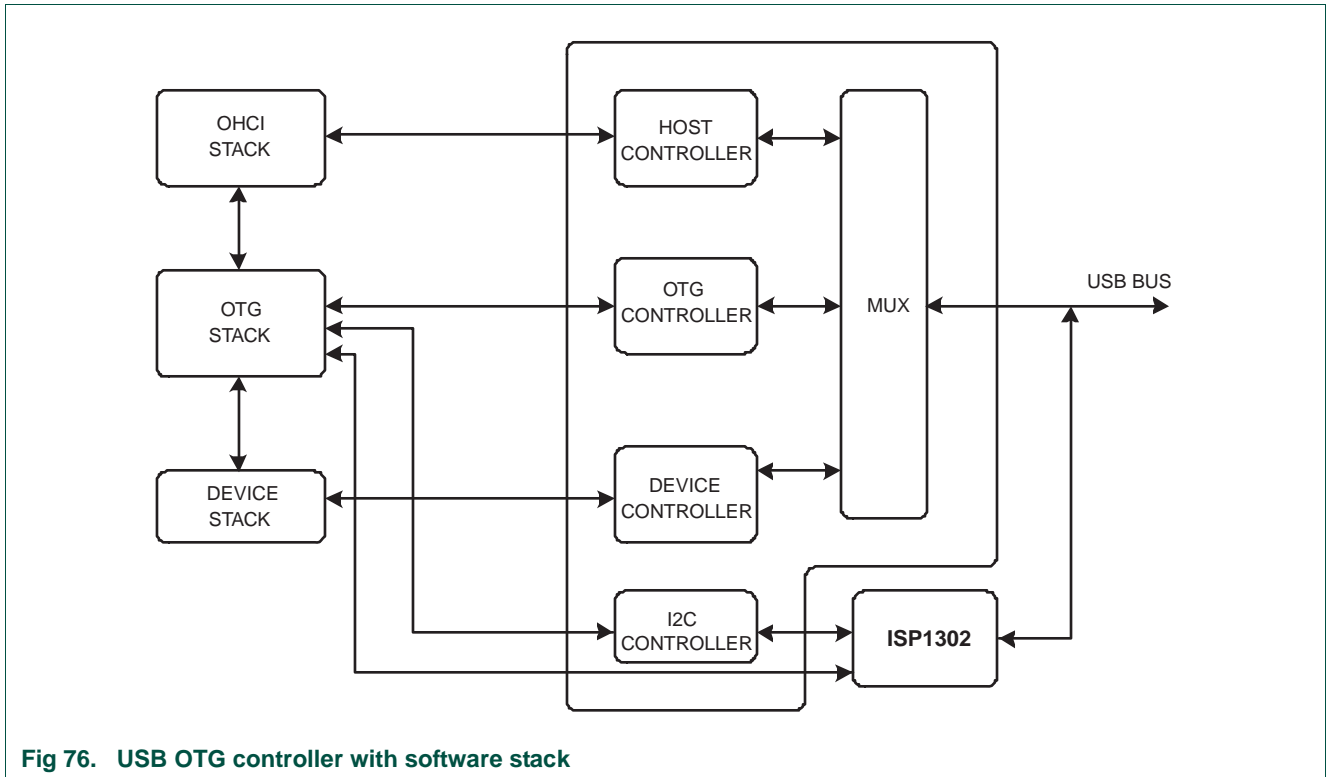 OHCI
STACK
HOST
CONTROLLER
OTG
STACK
OTG
CONTROLLER
MUX
USB BUS
DEVICE
STACK
DEVICE
CONTROLLER
I2C
CONTROLLER
ISP1302
Fig 76. USB OTG controller with software stack